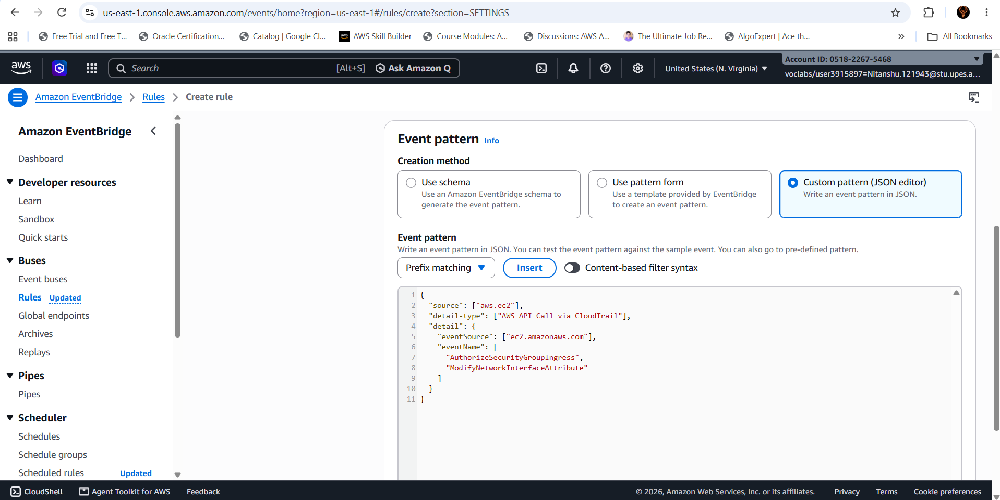 us-east-1.console.aws.amazon.com/events/home?region=us-east-1#/rules/create?section=SETTINGS
Free Trial and Free T... Oracle Certification... Catalog | Google Cl... AWS Skill Builder Course Modules: A... Discussions: AWS A... The Ultimate Job Re... AlgoExpert | Ace th... » All Bookmarks
aws Search [Alt+S] Ask Amazon Q United States (N. Virginia) Account ID: 0518-2267-5468
voclabs/user3915897=Nitanshu.121943@stu.upes.a...
Amazon EventBridge > Rules > Create rule
Amazon EventBridge
Dashboard
Developer resources
Learn
Sandbox
Quick starts
Buses
Event buses
Rules Updated
Global endpoints
Archives
Replays
Pipes
Pipes
Scheduler
Schedules
Schedule groups
Scheduled rules Updated
Event pattern Info
Creation method
Use schema
Use an Amazon EventBridge schema to
generate the event pattern.
Use pattern form
Use a template provided by EventBridge
to create an event pattern.
Custom pattern (JSON editor)
Write an event pattern in JSON.
Event pattern
Write an event pattern in JSON. You can test the event pattern against the sample event. You can also go to pre-defined pattern.
Prefix matching Insert Content-based filter syntax
1 {
2 "source": ["aws.ec2"],
3 "detail-type": ["AWS API Call via CloudTrail"],
4 "detail": {
5 "eventSource": ["ec2.amazonaws.com"],
6 "eventName": [
7 "AuthorizeSecurityGroupIngress",
8 "ModifyNetworkInterfaceAttribute"
9 ]
10 }
11 }
CloudShell Agent Toolkit for AWS Feedback © 2026, Amazon Web Services, Inc. or its affiliates. Privacy Terms Cookie preferences